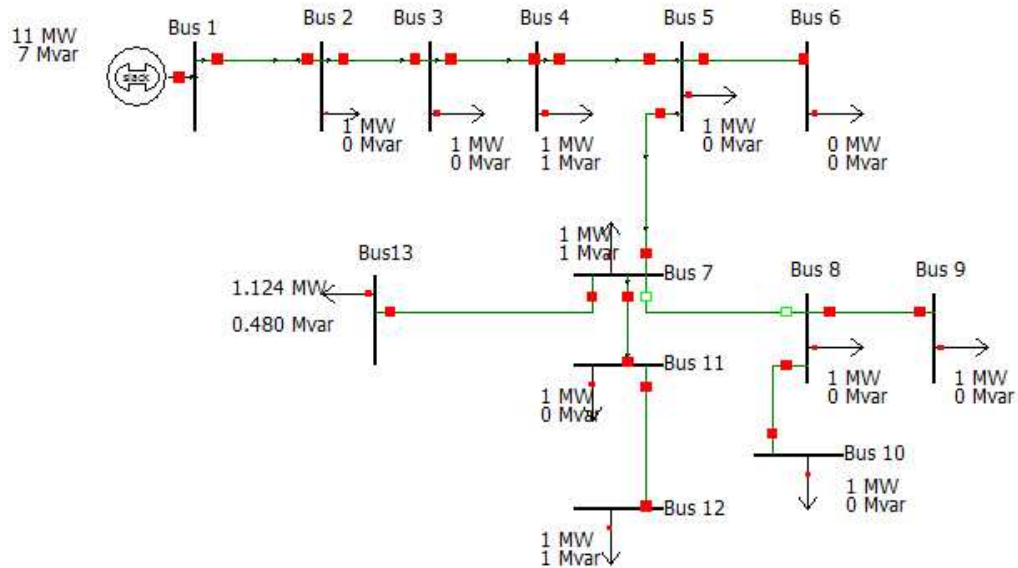 11 MW
7 Mvar
slack
Bus 1
Bus 2
Bus 3
Bus 4
Bus 5
Bus 6
1 MW
0 Mvar
1 MW
0 Mvar
1 MW
1 Mvar
1 MW
0 Mvar
0 MW
0 Mvar
1 MW
1 Mvar
Bus13
Bus 7
Bus 8
Bus 9
1.124 MW
0.480 Mvar
Bus 11
1 MW
0 Mvar
1 MW
0 Mvar
1 MW
0 Mvar
Bus 10
1 MW
0 Mvar
Bus 12
1 MW
1 Mvar